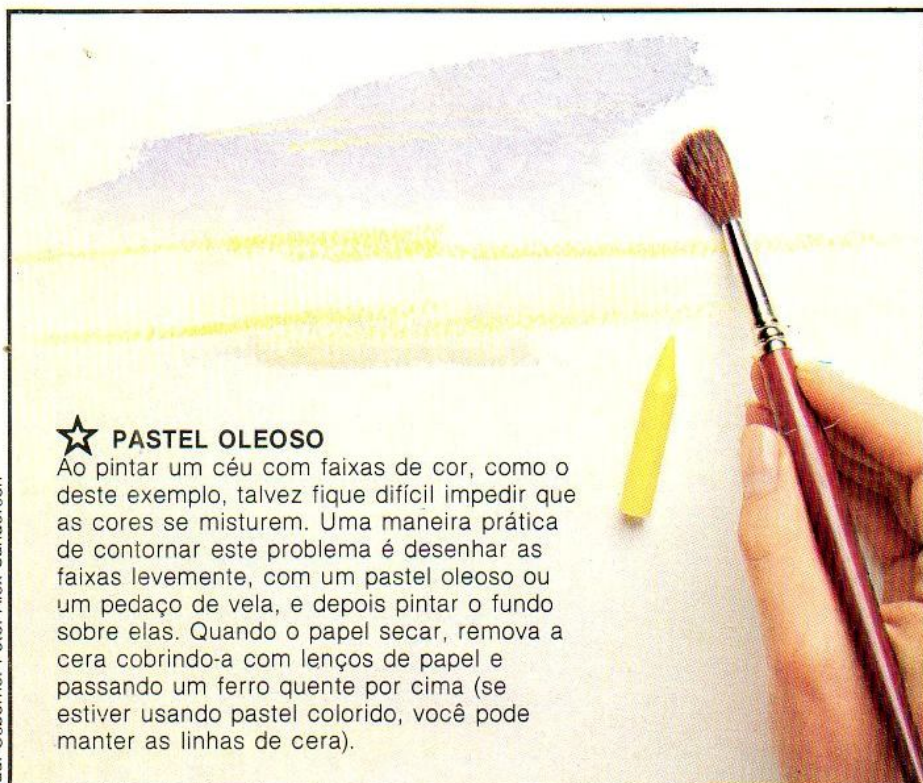 PASTEL OLEOSO
Ao pintar um céu com faixas de cor, como o
deste exemplo, talvez fique difícil impedir que
as cores se misturem. Uma maneira prática
de contornar este problema é desenhar as
faixas levemente, com um pastel oleoso ou
um pedaço de vela, e depois pintar o fundo
sobre elas. Quando o papel secar, remova a
cera cobrindo-a com lenços de papel e
passando um ferro quente por cima (se
estiver usando pastel colorido, você pode
manter as linhas de cera).